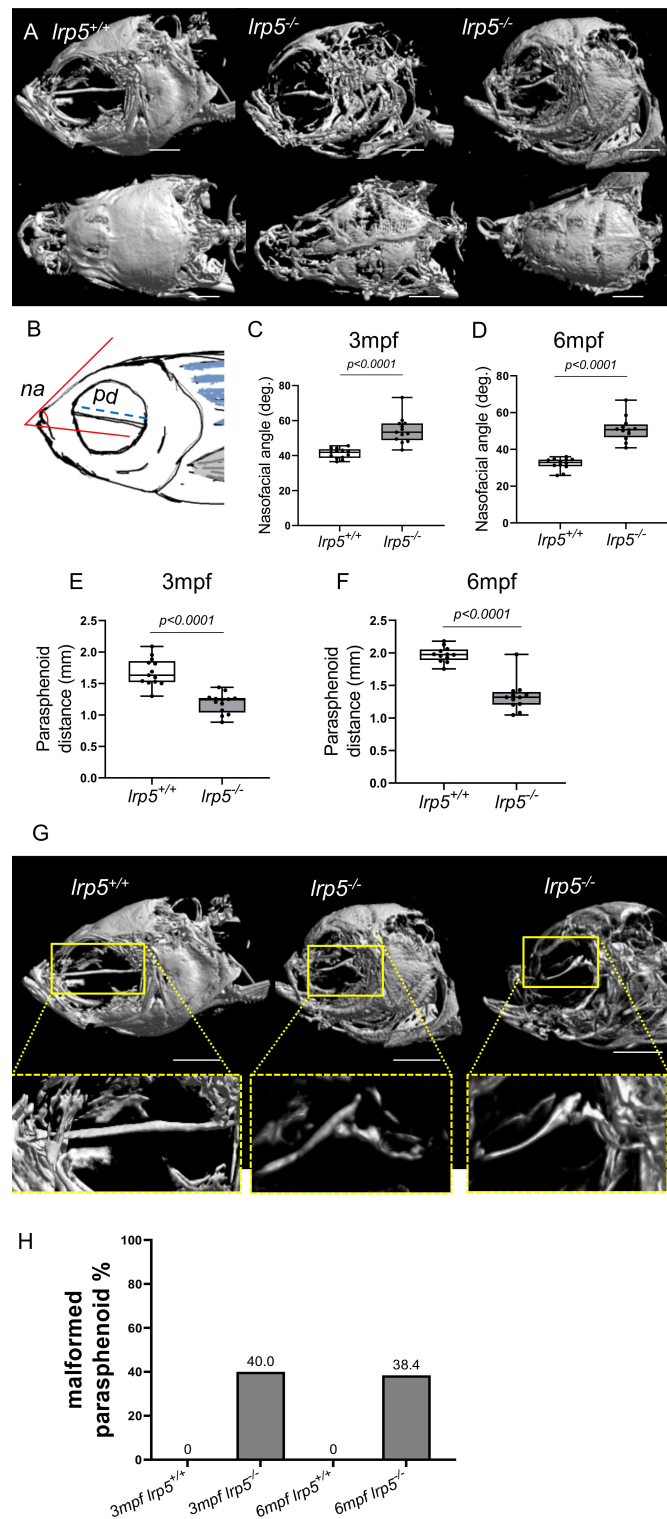 A lrp5+/+ lrp5-/- lrp5-/-
B
na
pd
C
3mpf
p<0.0001
Nasofacial angle (deg.)
80
60
40
20
0
lrp5+/+ lrp5-/-
D
6mpf
p<0.0001
Nasofacial angle (deg.)
80
60
40
20
0
lrp5+/+ lrp5-/-
E
3mpf
p<0.0001
Parasphenoid
distance (mm)
2.5
2.0
1.5
1.0
0.5
0.0
lrp5+/+ lrp5-/-
F
6mpf
p<0.0001
Parasphenoid
distance (mm)
2.5
2.0
1.5
1.0
0.5
0.0
lrp5+/+ lrp5-/-
G
lrp5+/+ lrp5-/- lrp5-/-
H
malformed
parasphenoid %
100
80
60
40
20
0
0 40.0 0 38.4
3mpf lrp5+/+ 3mpf lrp5-/- 6mpf lrp5+/+ 6mpf lrp5-/-